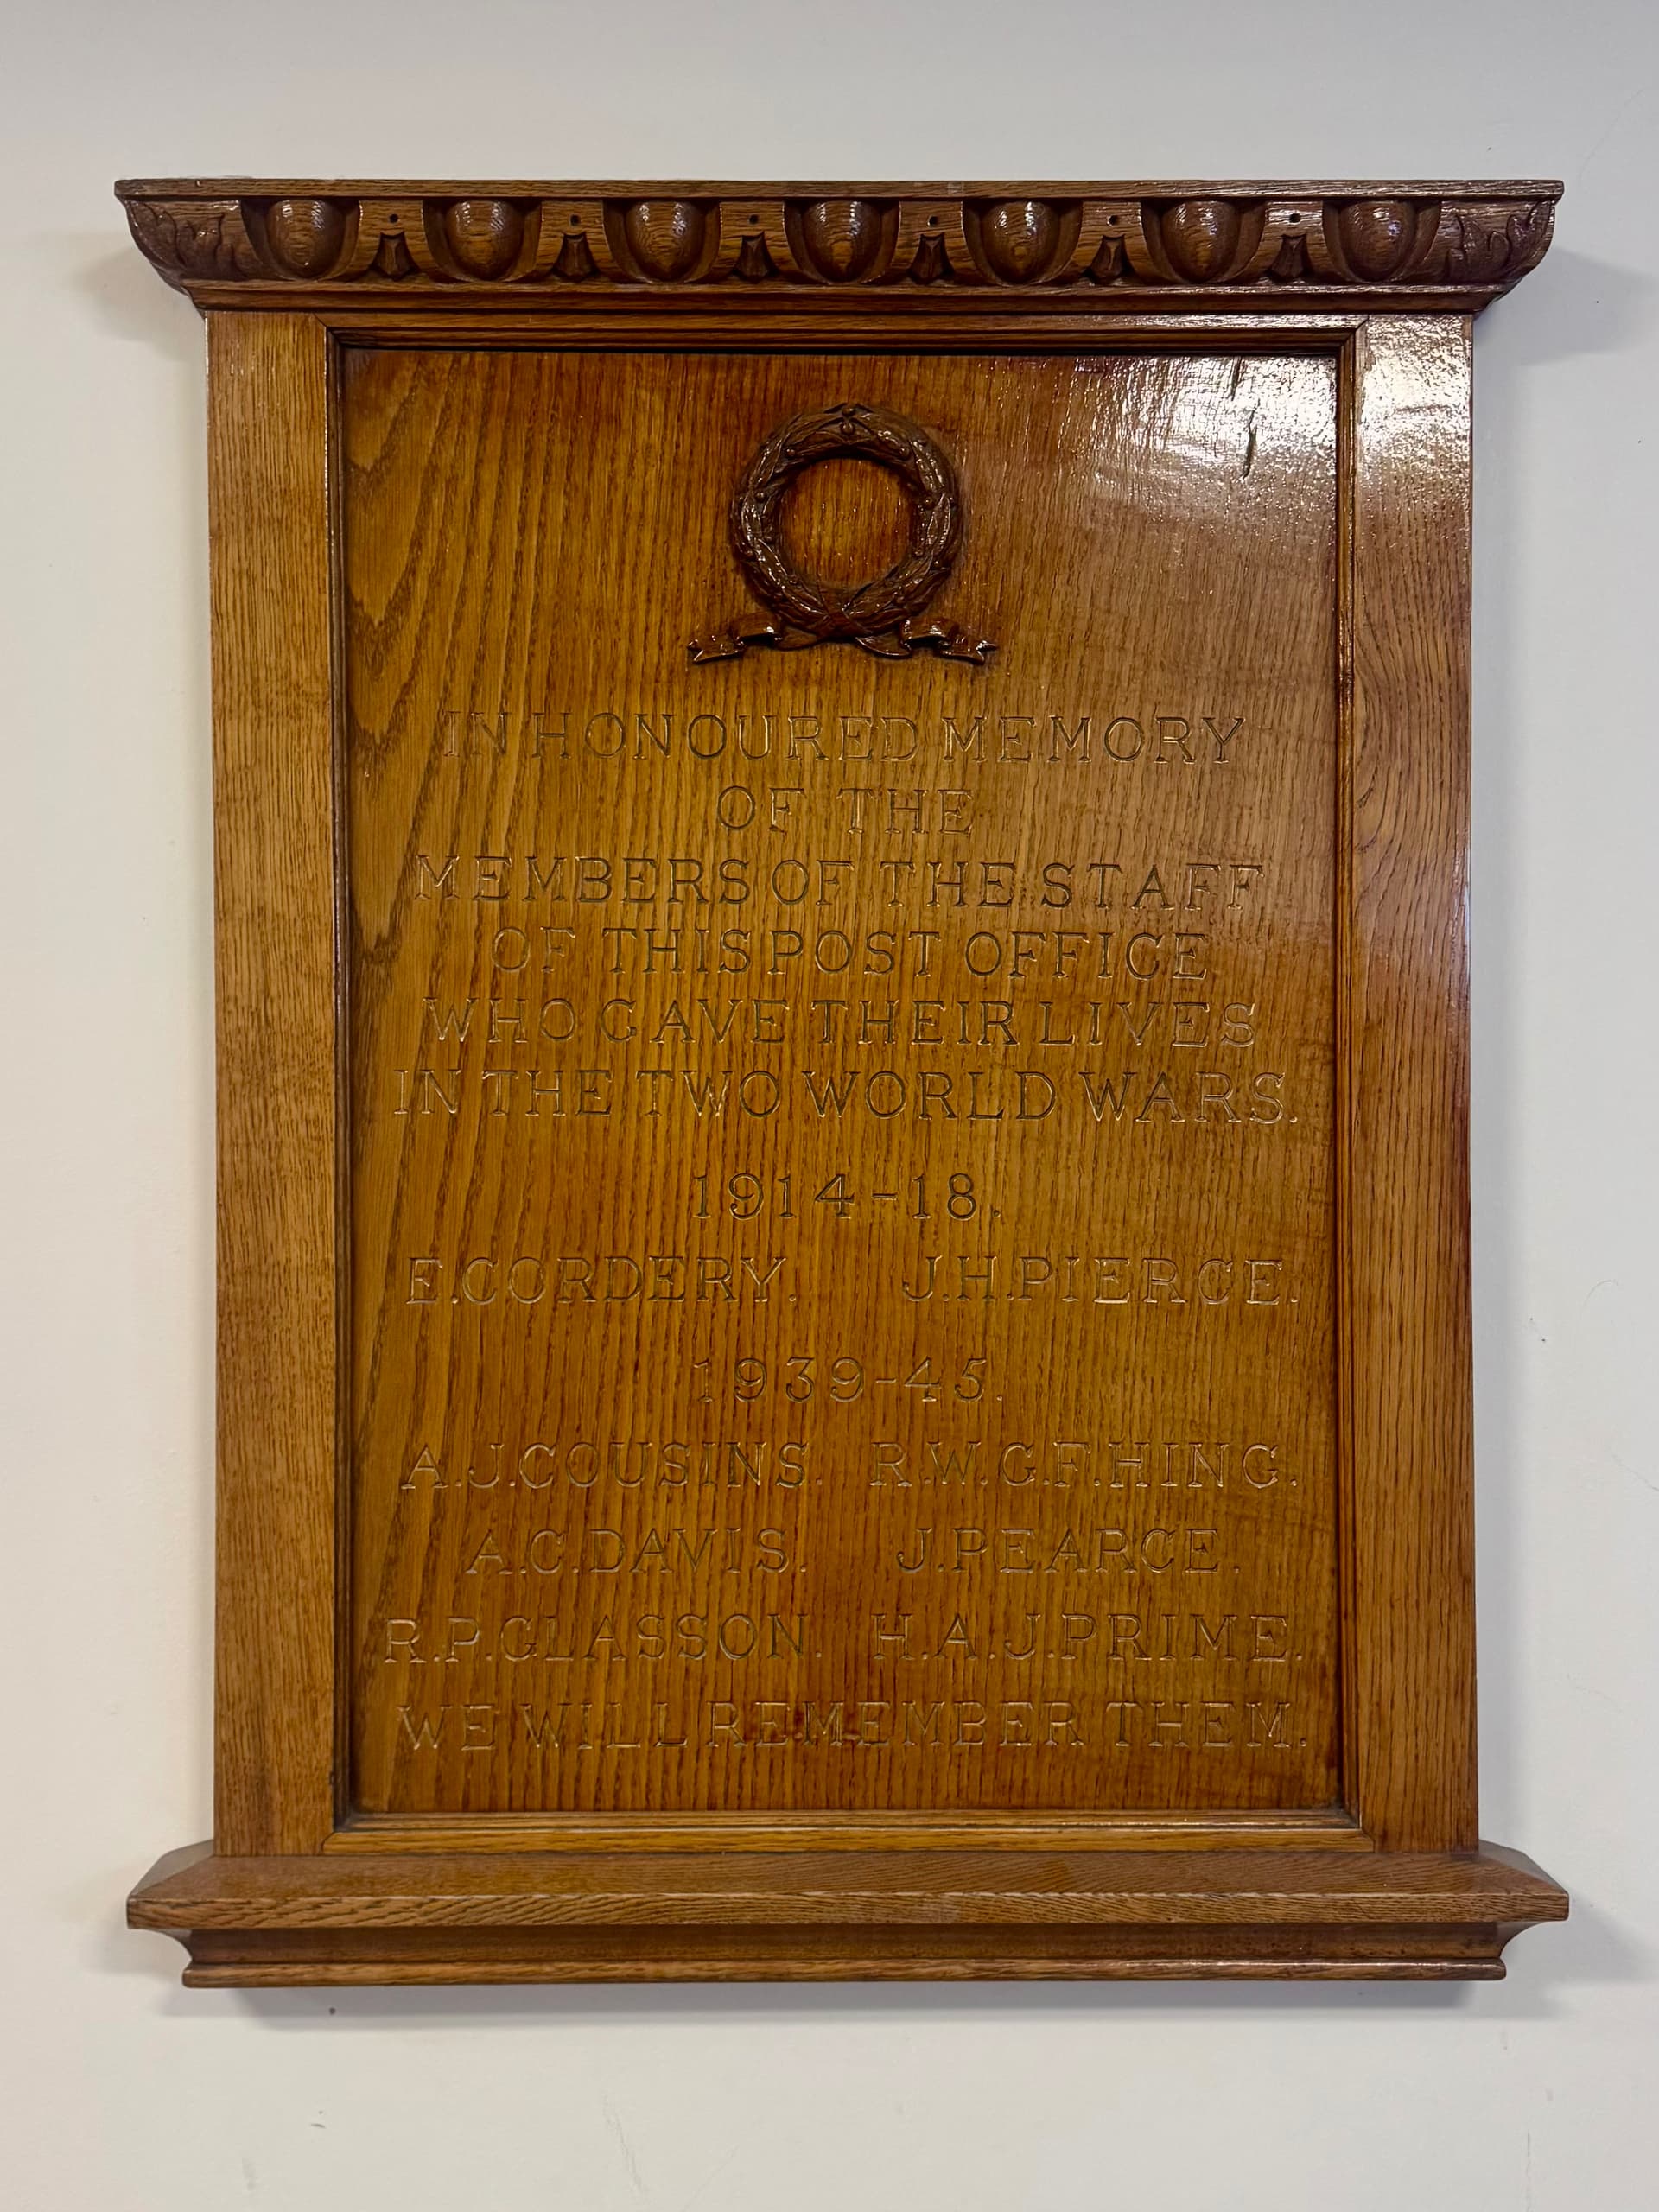 IN HONOURED MEMORY
OF THE
MEMBERS OF THE STAFF
OF THIS POST OFFICE
WHO GAVE THEIR LIVES
IN THE TWO WORLD WARS.
1914-18.
E.CORDERY. J.H.PIERCE.
1939-45.
A.J.COUSINS. R.W.G.F.HING.
A.C.DAVIS. J.PEARCE.
R.P.GLASSON. H.A.J.PRIME.
WE WILL REMEMBER THEM.